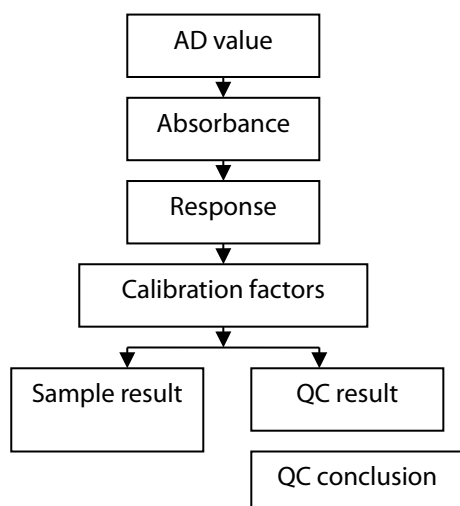 AD value
Absorbance
Response
Calibration factors
Sample result
QC result
QC conclusion